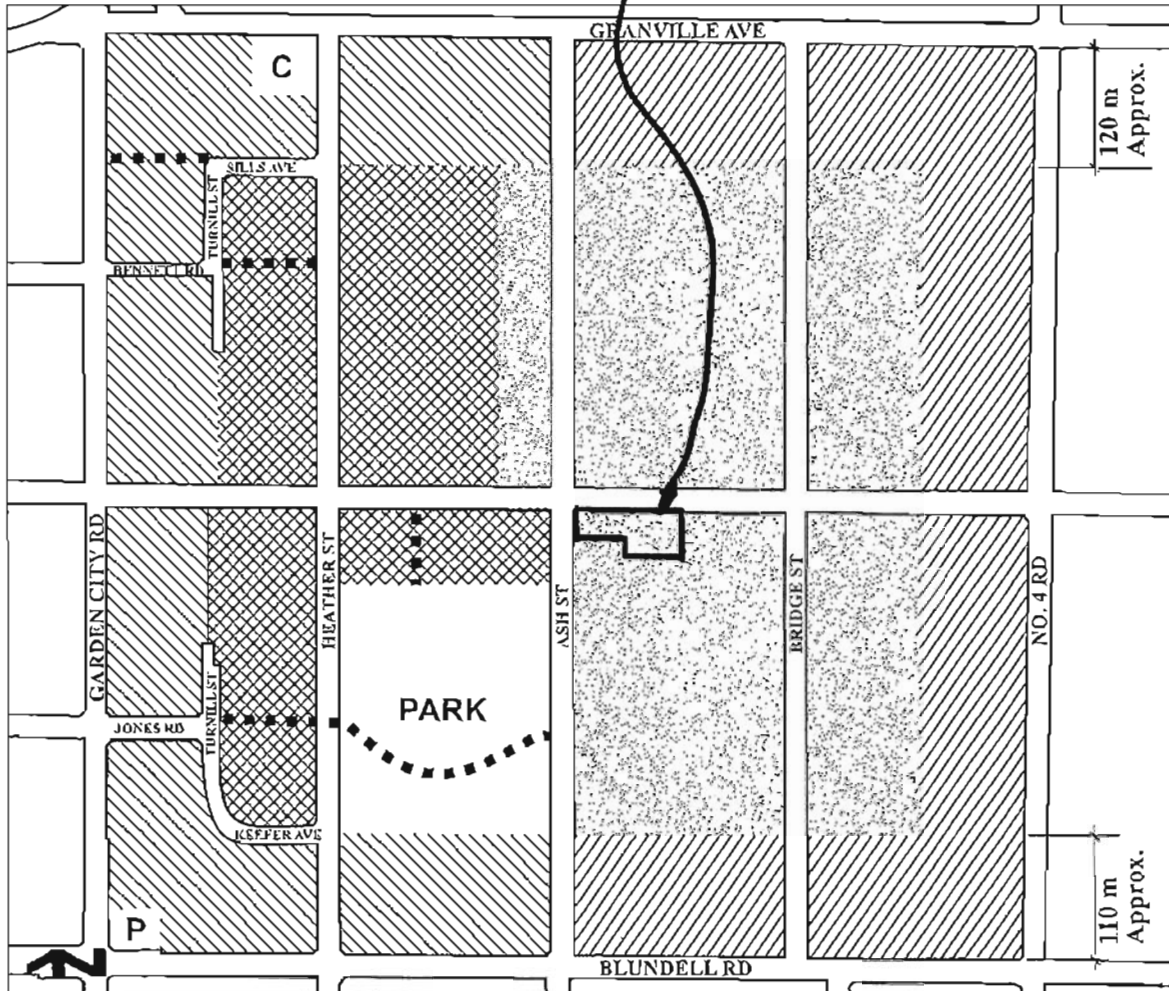 GRANVILLE AVE
C
120 m
Approx.
SILLS AVE
TURNILL ST
BENNETT RD
GARDEN CITY RD
HEATHER ST
ASH ST
BRIDGE ST
NO. 4 RD
PARK
JONES RD
TURNILL ST
KEEFER AVE
110 m
Approx.
P
N
BLUNDELL RD